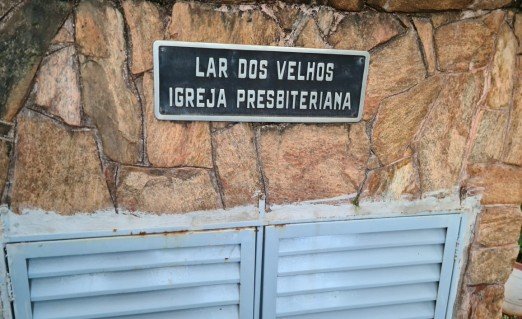 LAR DOS VELHOS
IGREJA PRESBITERIANA